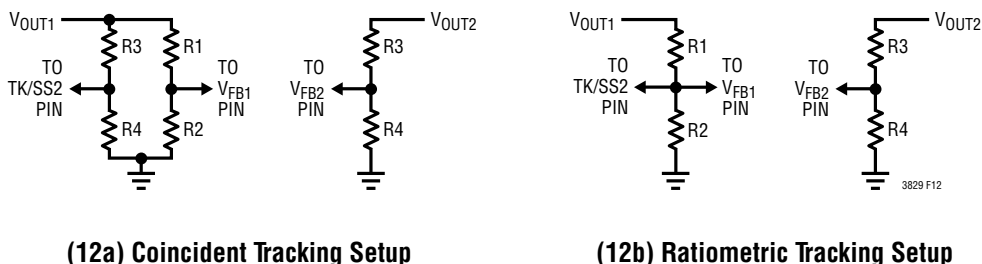 VOUT1
R3
R1
TO
TK/SS2
PIN
TO
VFB1
PIN
R4
R2
VOUT2
R3
TO
VFB2
PIN
R4
(12a) Coincident Tracking Setup
VOUT1
R1
TO
TK/SS2
PIN
TO
VFB1
PIN
R2
VOUT2
R3
TO
VFB2
PIN
R4
3829 F12
(12b) Ratiometric Tracking Setup